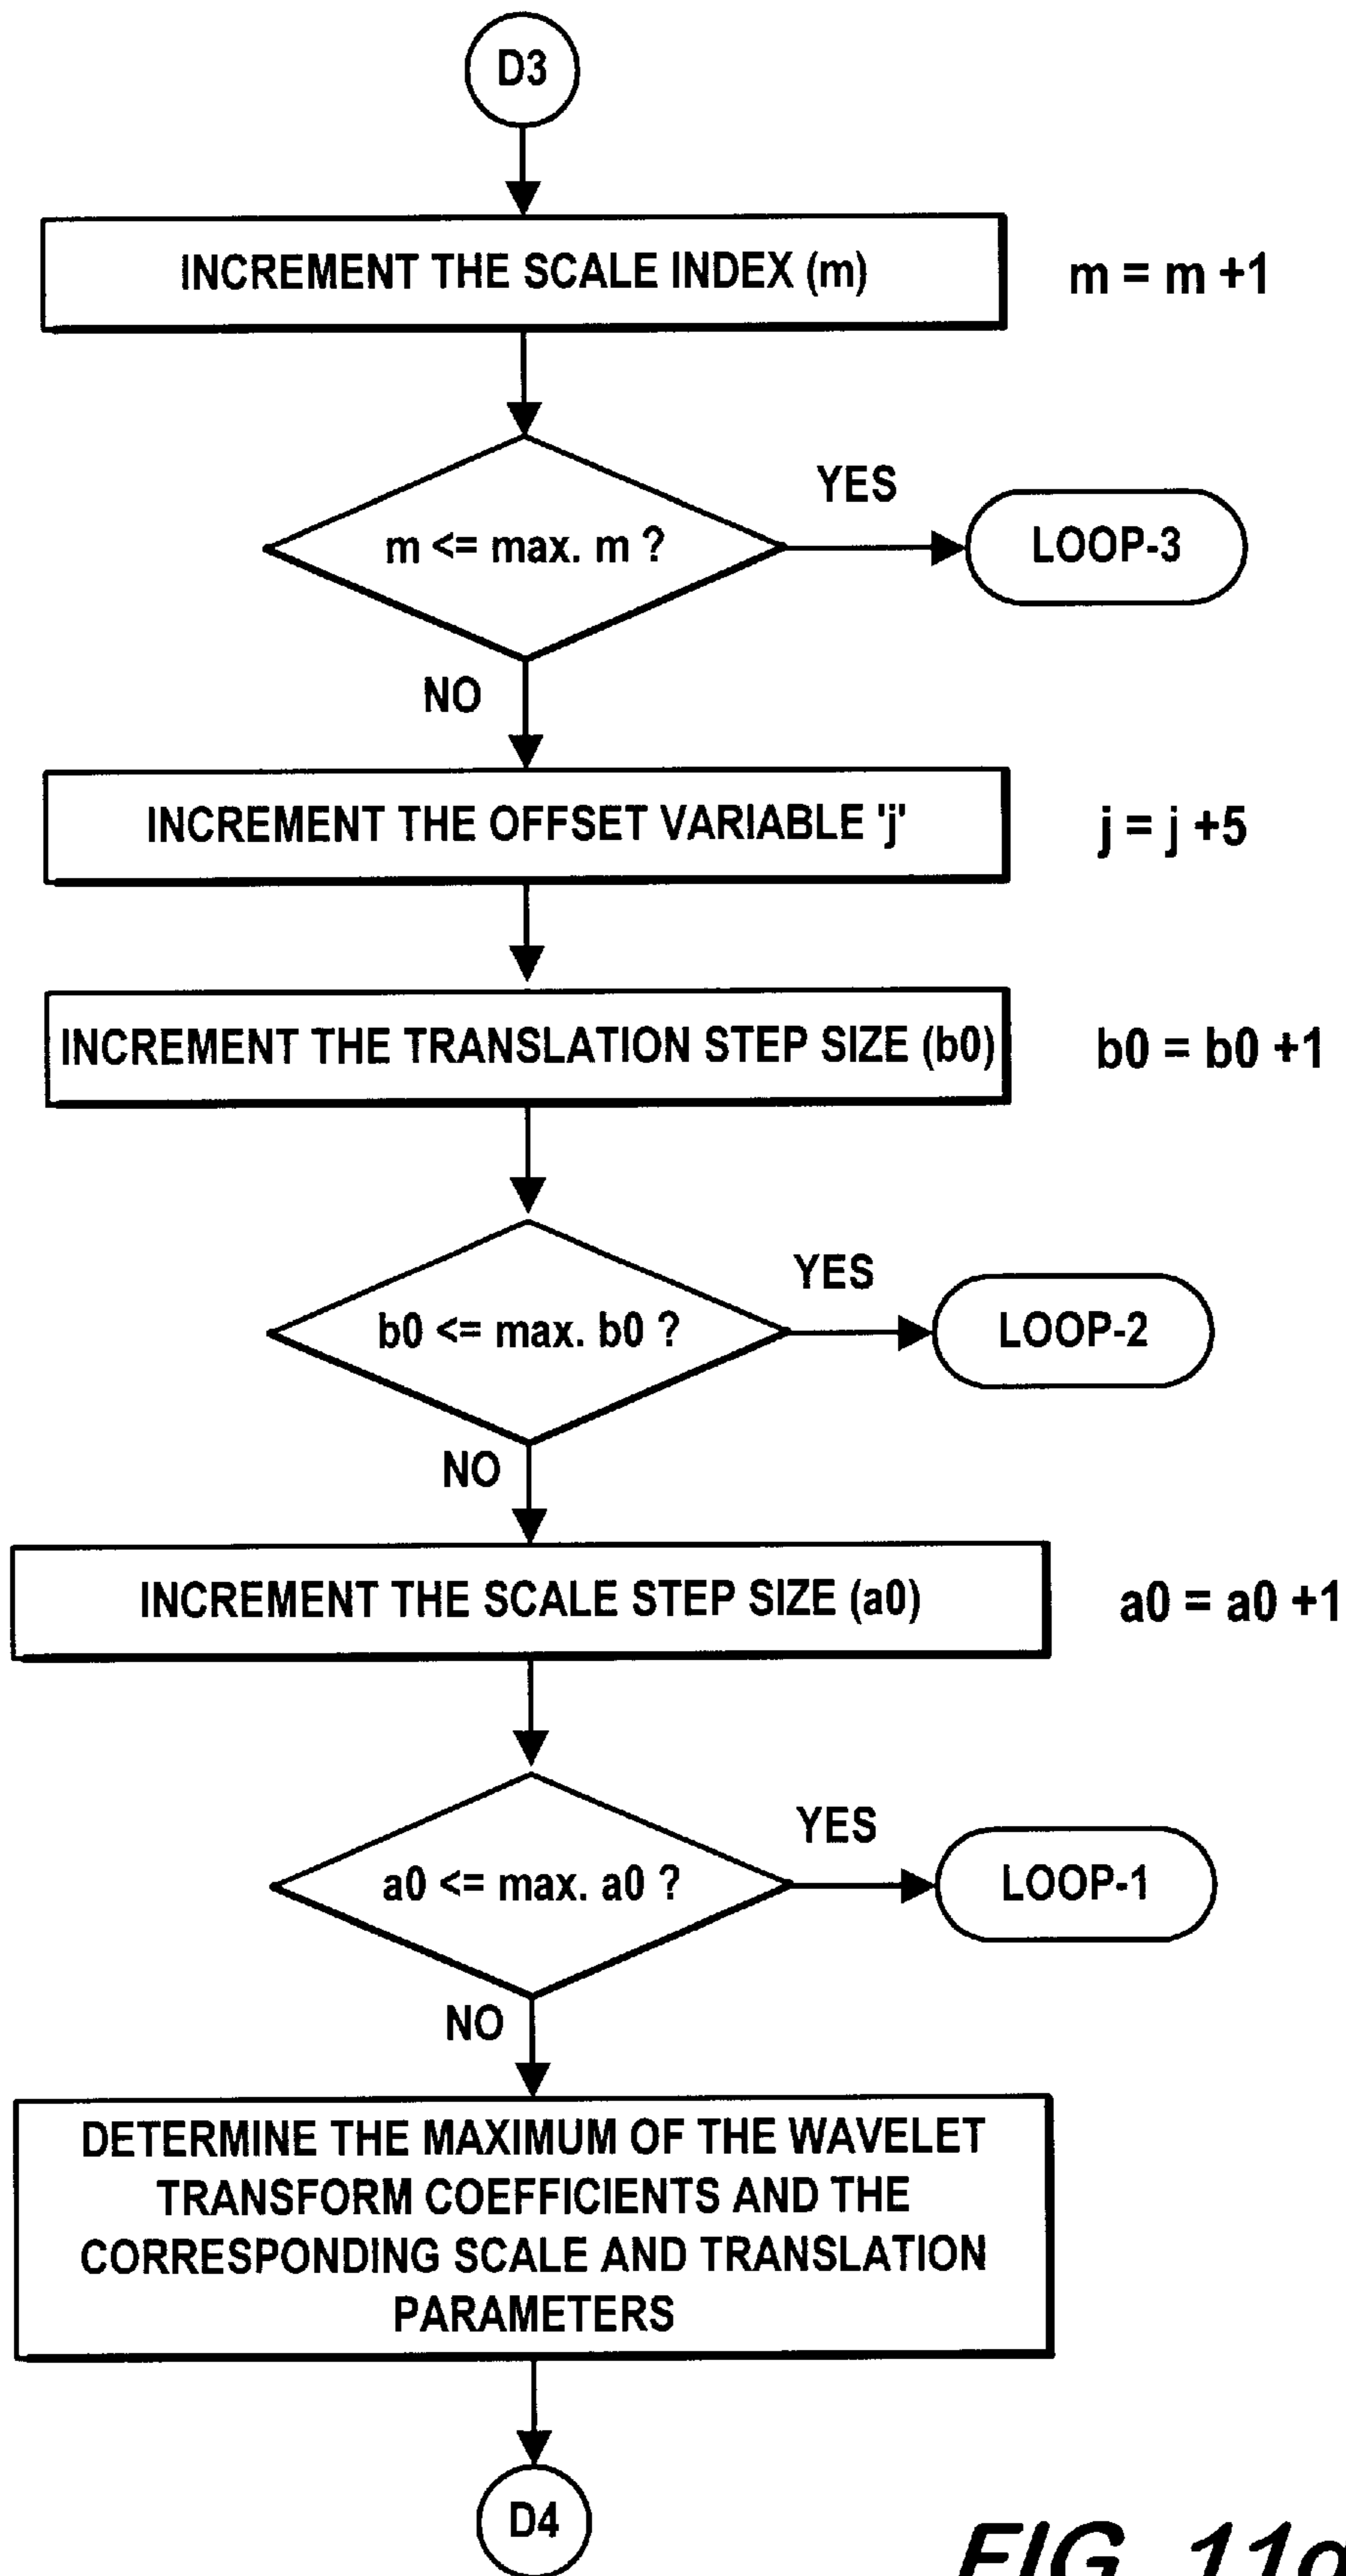 D3
INCREMENT THE SCALE INDEX (m)
m = m +1
m <= max. m ?
YES
LOOP-3
NO
INCREMENT THE OFFSET VARIABLE 'j'
j = j +5
INCREMENT THE TRANSLATION STEP SIZE (b0)
b0 = b0 +1
b0 <= max. b0 ?
YES
LOOP-2
NO
INCREMENT THE SCALE STEP SIZE (a0)
a0 = a0 +1
a0 <= max. a0 ?
YES
LOOP-1
NO
DETERMINE THE MAXIMUM OF THE WAVELET
TRANSFORM COEFFICIENTS AND THE
CORRESPONDING SCALE AND TRANSLATION
PARAMETERS
D4
FIG.